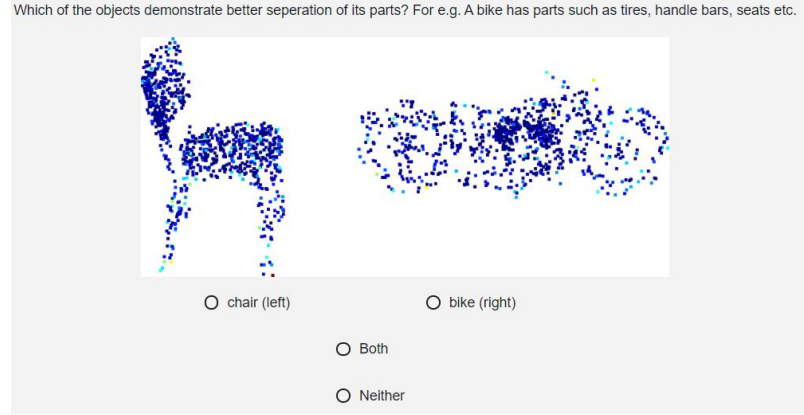 Which of the objects demonstrate better seperation of its parts? For e.g. A bike has parts such as tires, handle bars, seats etc.
chair (left)
bike (right)
Both
Neither